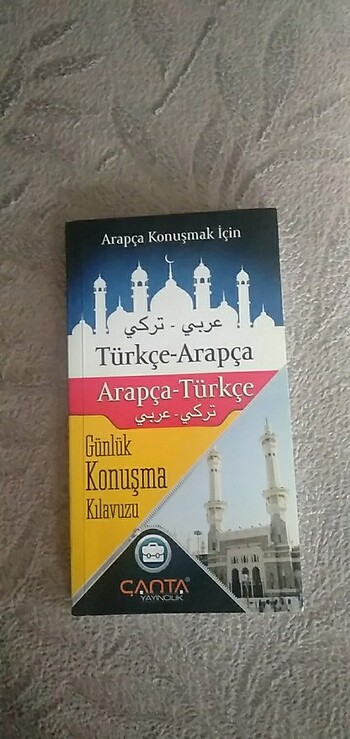 Arapça Konuşmak İçin
عربي - تركي
Türkçe-Arapça
Arapça-Türkçe
تركي - عربي
Günlük
Konuşma
Kılavuzu
ÇANTA
YAYINCILIK